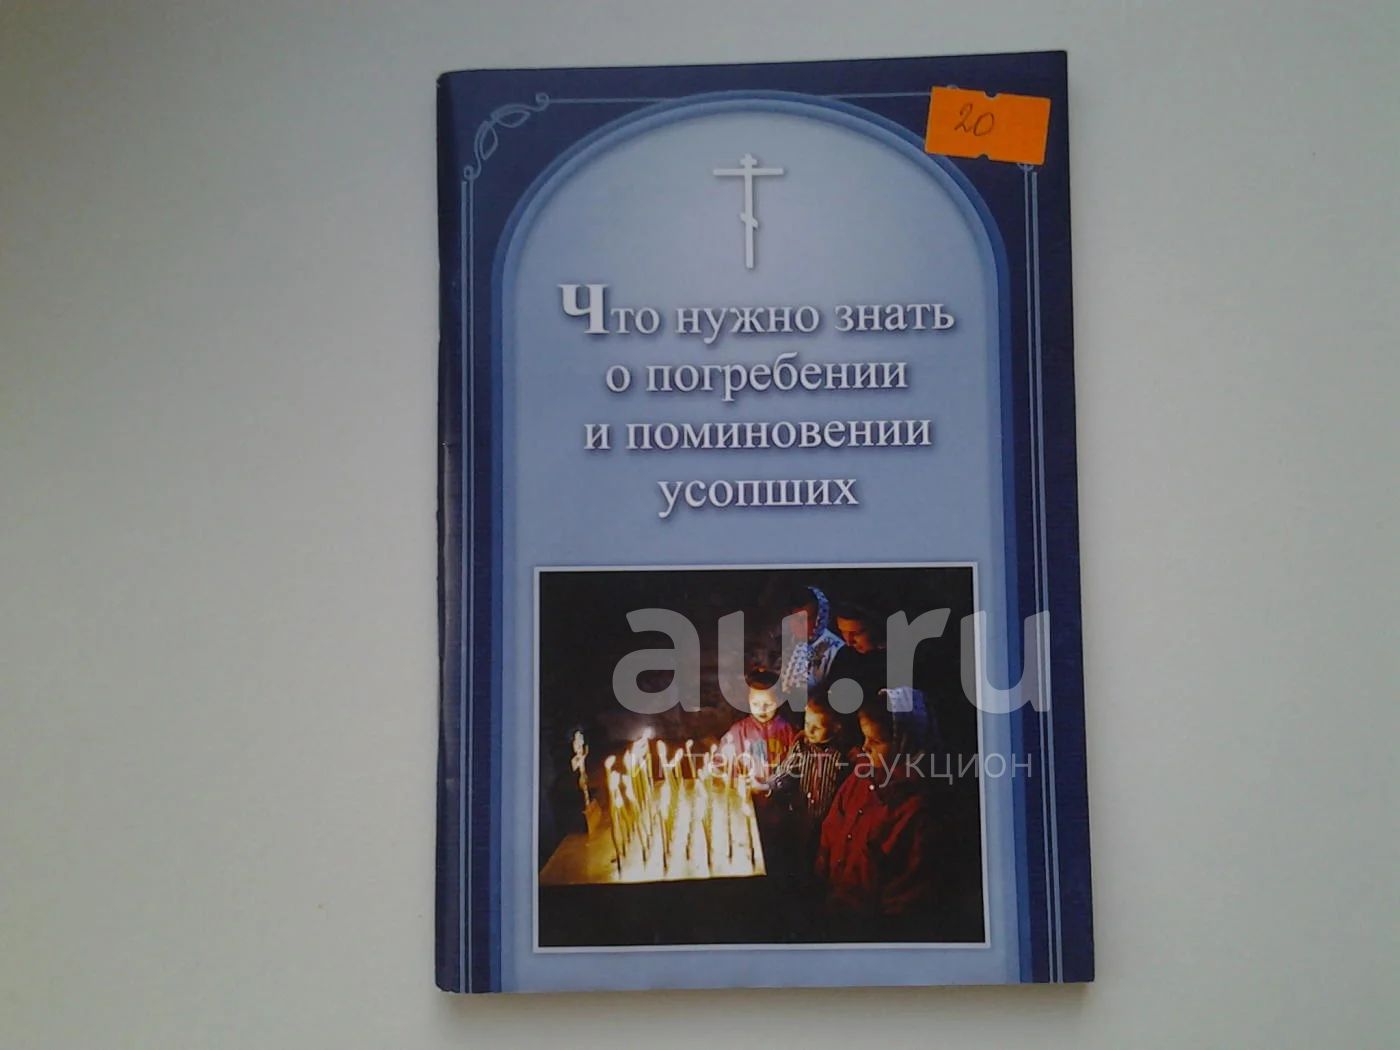 20
Что нужно знать
о погребении
и поминовении
усопших
au.ru
интернет-аукцион